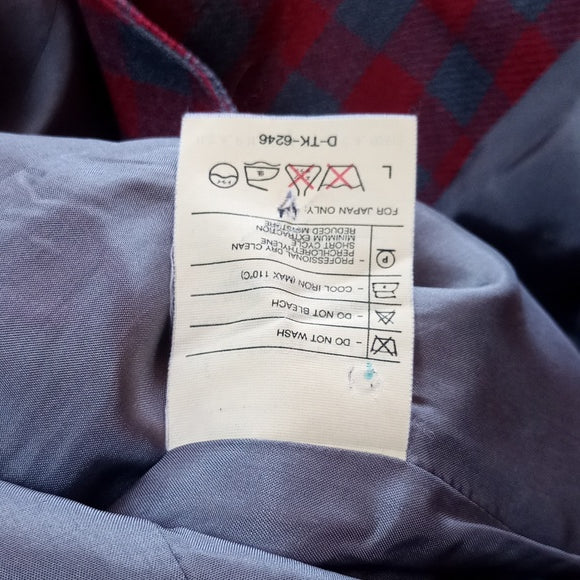 - DO NOT WASH
- DO NOT BLEACH
- COOL IRON (MAX 110°C)
P - PROFESSIONAL DRY CLEAN
PERCHLORETHYLENE
SHORT CYCLE
MINIMUM EXTRACTION
REDUCED MOISTURE
FOR JAPAN ONLY:
L
D-TK-6246